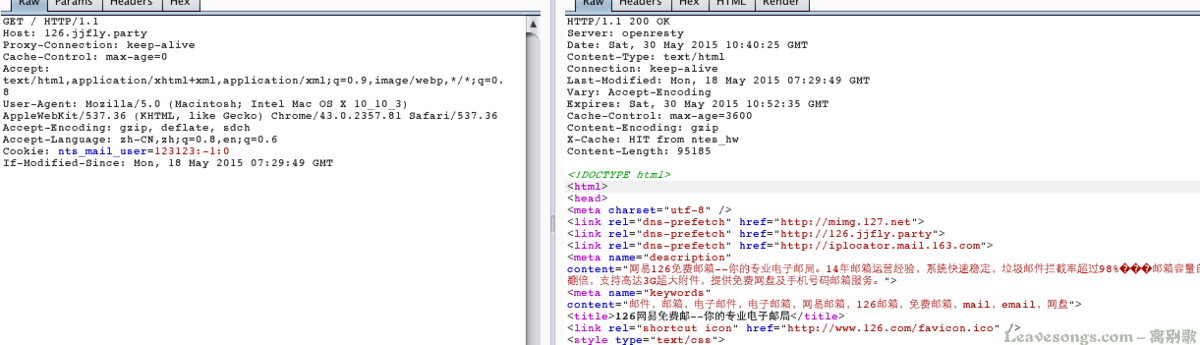 Raw
Params
Headers
Hex
GET / HTTP/1.1
Host: 126.jjfly.party
Proxy-Connection: keep-alive
Cache-Control: max-age=0
Accept:
text/html,application/xhtml+xml,application/xml;q=0.9,image/webp,*/*;q=0.
8
User-Agent: Mozilla/5.0 (Macintosh; Intel Mac OS X 10_10_3)
AppleWebKit/537.36 (KHTML, like Gecko) Chrome/43.0.2357.81 Safari/537.36
Accept-Encoding: gzip, deflate, sdch
Accept-Language: zh-CN,zh;q=0.8,en;q=0.6
Cookie: nts_mail_user=123123:-1:0
If-Modified-Since: Mon, 18 May 2015 07:29:49 GMT
Raw
Headers
Hex
HTML
Render
HTTP/1.1 200 OK
Server: openresty
Date: Sat, 30 May 2015 10:40:25 GMT
Content-Type: text/html
Connection: keep-alive
Last-Modified: Mon, 18 May 2015 07:29:49 GMT
Vary: Accept-Encoding
Expires: Sat, 30 May 2015 10:52:35 GMT
Cache-Control: max-age=3600
Content-Encoding: gzip
X-Cache: HIT from ntes_hw
Content-Length: 95185
<!DOCTYPE html>
<html>
<head>
<meta charset="utf-8" />
<link rel="dns-prefetch" href="http://mimg.127.net">
<link rel="dns-prefetch" href="http://126.jjfly.party">
<link rel="dns-prefetch" href="http://iplocator.mail.163.com">
<meta name="description"
content="网易126免费邮箱--你的专业电子邮局。14年邮箱运营经验，系统快速稳定，垃圾邮件拦截率超过98%���邮箱容量自
翻倍，支持高达3G超大附件，提供免费网盘及手机号码邮箱服务。">
<meta name="keywords"
content="邮件，邮箱，电子邮件，电子邮箱，网易邮箱，126邮箱，免费邮箱，mail，email，网盘">
<title>126网易免费邮--你的专业电子邮局</title>
<link rel="shortcut icon" href="http://www.126.com/favicon.ico" />
<style type="text/css">
Leavesongs.com – 离别歌